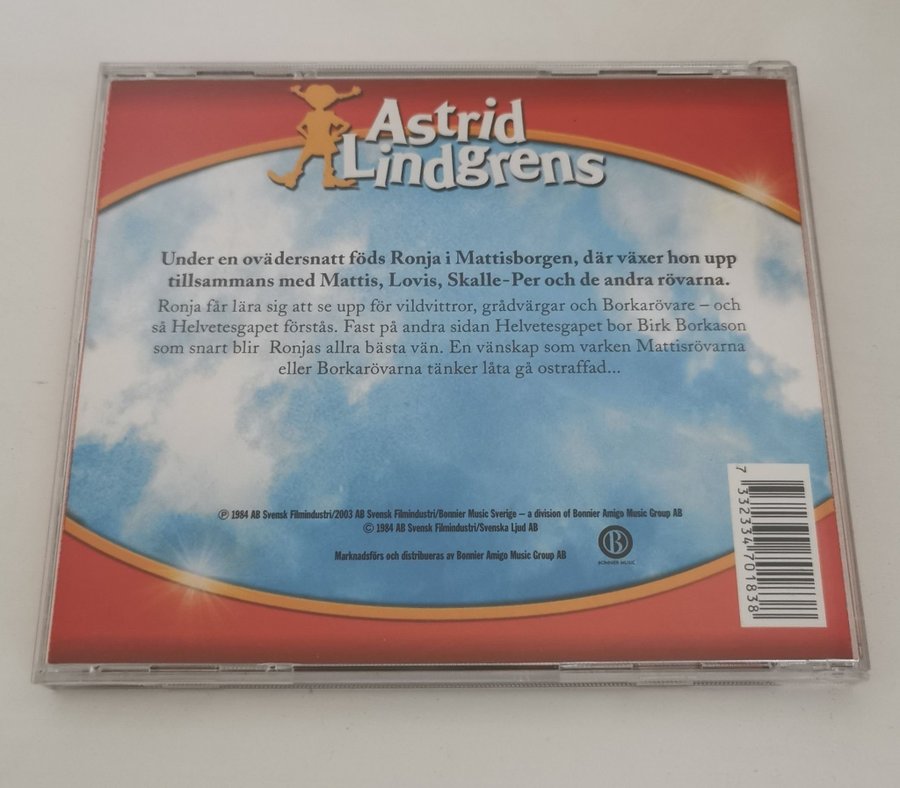 Astrid
Lindgrens
Under en ovädersnatt föds Ronja i Mattisborgen, där växer hon upp
tillsammans med Mattis, Lovis, Skalle-Per och de andra rövarna.
Ronja får lära sig att se upp för vildvittror, grådvärgar och Borkarövare – och
så Helvetesgapet förstås. Fast på andra sidan Helvetesgapet bor Birk Borkason
som snart blir Ronjas allra bästa vän. En vänskap som varken Mattisrövarna
eller Borkarövarna tänker låta gå ostraffad...
℗ 1984 AB Svensk Filmindustri/2003 AB Svensk Filmindustri/Bonnier Music Sverige – a division of Bonnier Amigo Music Group AB
© 1984 AB Svensk Filmindustri/Svenska Ljud AB
Marknadsförs och distribueras av Bonnier Amigo Music Group AB
B
BONNIER MUSIC
7 332334 701838